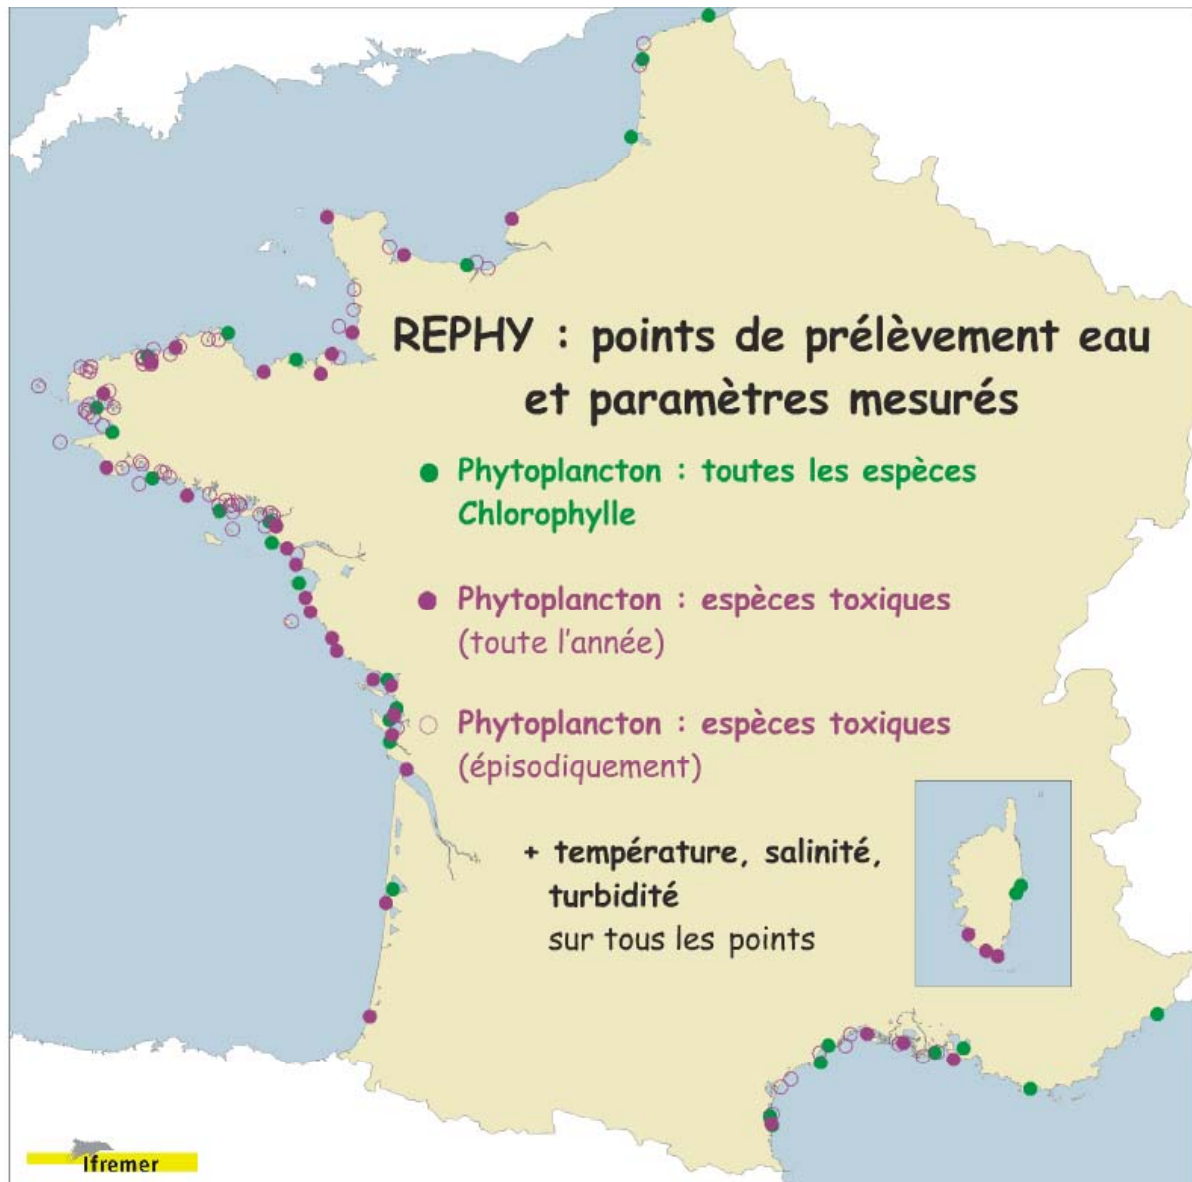 REPHY : points de prélèvement eau
et paramètres mesurés
Phytoplancton : toutes les espèces
Chlorophylle
Phytoplancton : espèces toxiques
(toute l'année)
Phytoplancton : espèces toxiques
(épisodiquement)
+ température, salinité,
turbidité
sur tous les points
Ifremer